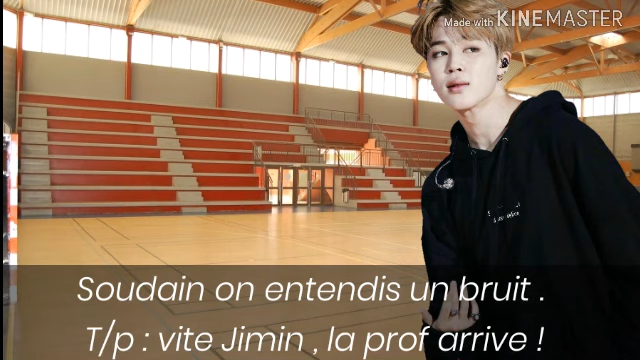 Made with KINEMASTER
Soudain on entendis un bruit .
T/p : vite Jimin , la prof arrive !